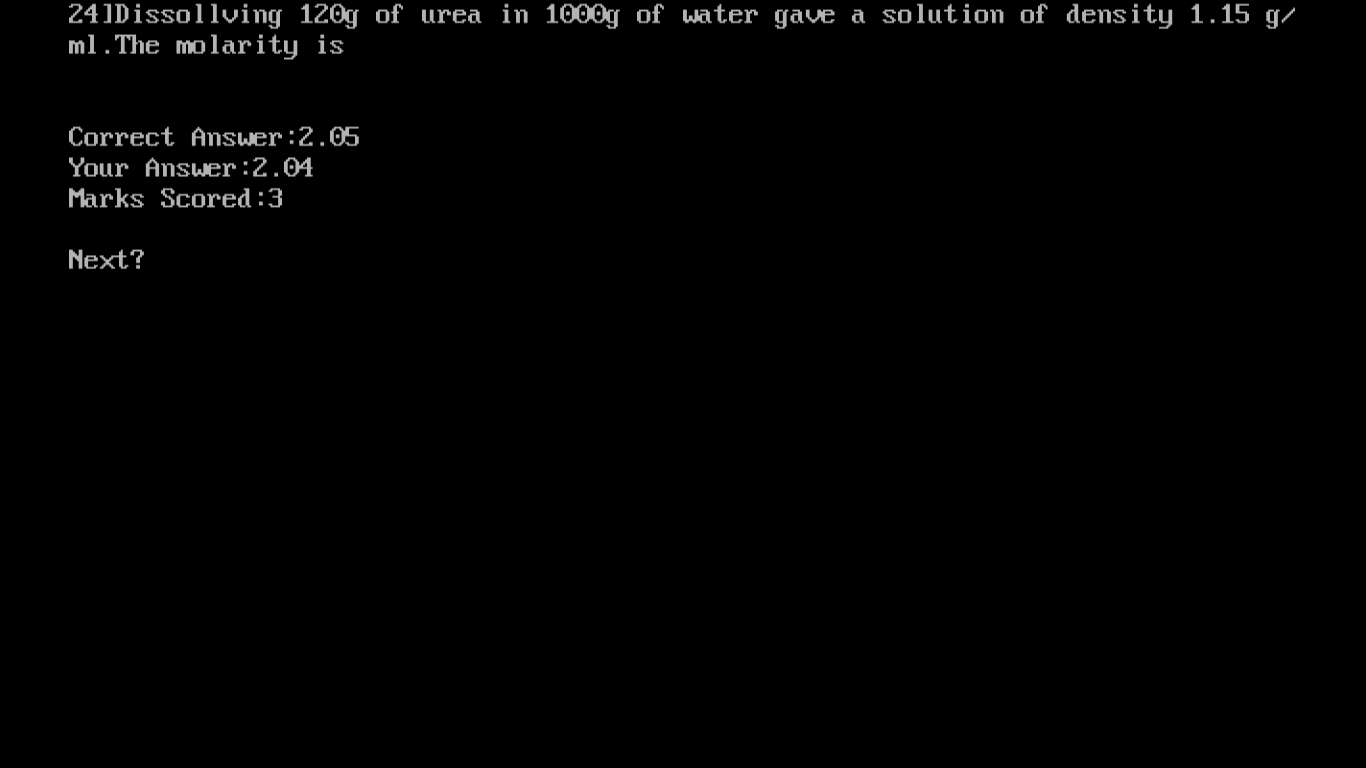 24]Dissollving 120g of urea in 1000g of water gave a solution of density 1.15 g/
ml.The molarity is
Correct Answer:2.05
Your Answer:2.04
Marks Scored:3
Next?